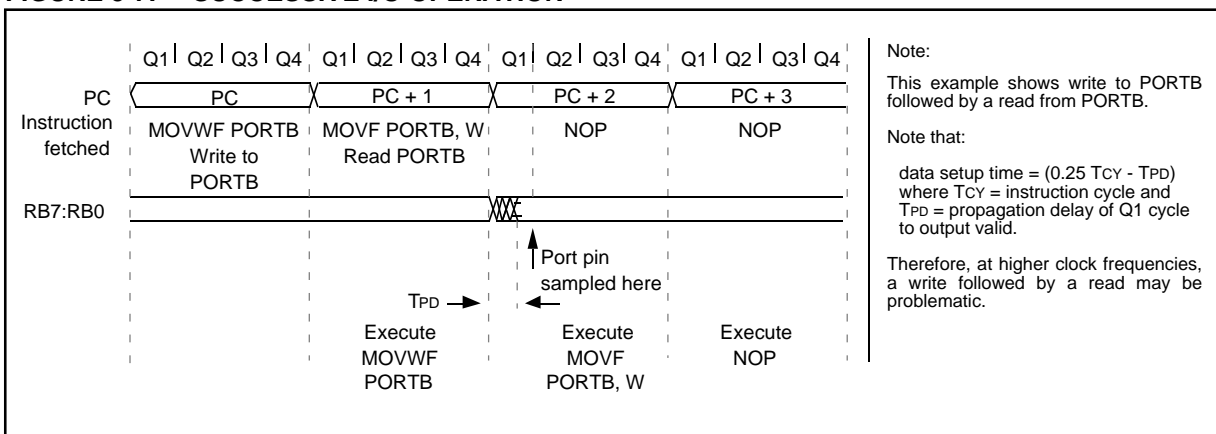 Q1 Q2 Q3 Q4 Q1 Q2 Q3 Q4 Q1 Q2 Q3 Q4 Q1 Q2 Q3 Q4
PC PC PC + 1 PC + 2 PC + 3
Instruction
fetched
MOVWF PORTB
Write to
PORTB
MOVF PORTB, W
Read PORTB
NOP
NOP
RB7:RB0
Port pin
sampled here
TPD
Execute
MOVWF
PORTB
Execute
MOVF
PORTB, W
Execute
NOP
Note:
This example shows write to PORTB
followed by a read from PORTB.
Note that:
data setup time = (0.25 TCY - TPD)
where TCY = instruction cycle and
TPD = propagation delay of Q1 cycle
to output valid.
Therefore, at higher clock frequencies,
a write followed by a read may be
problematic.